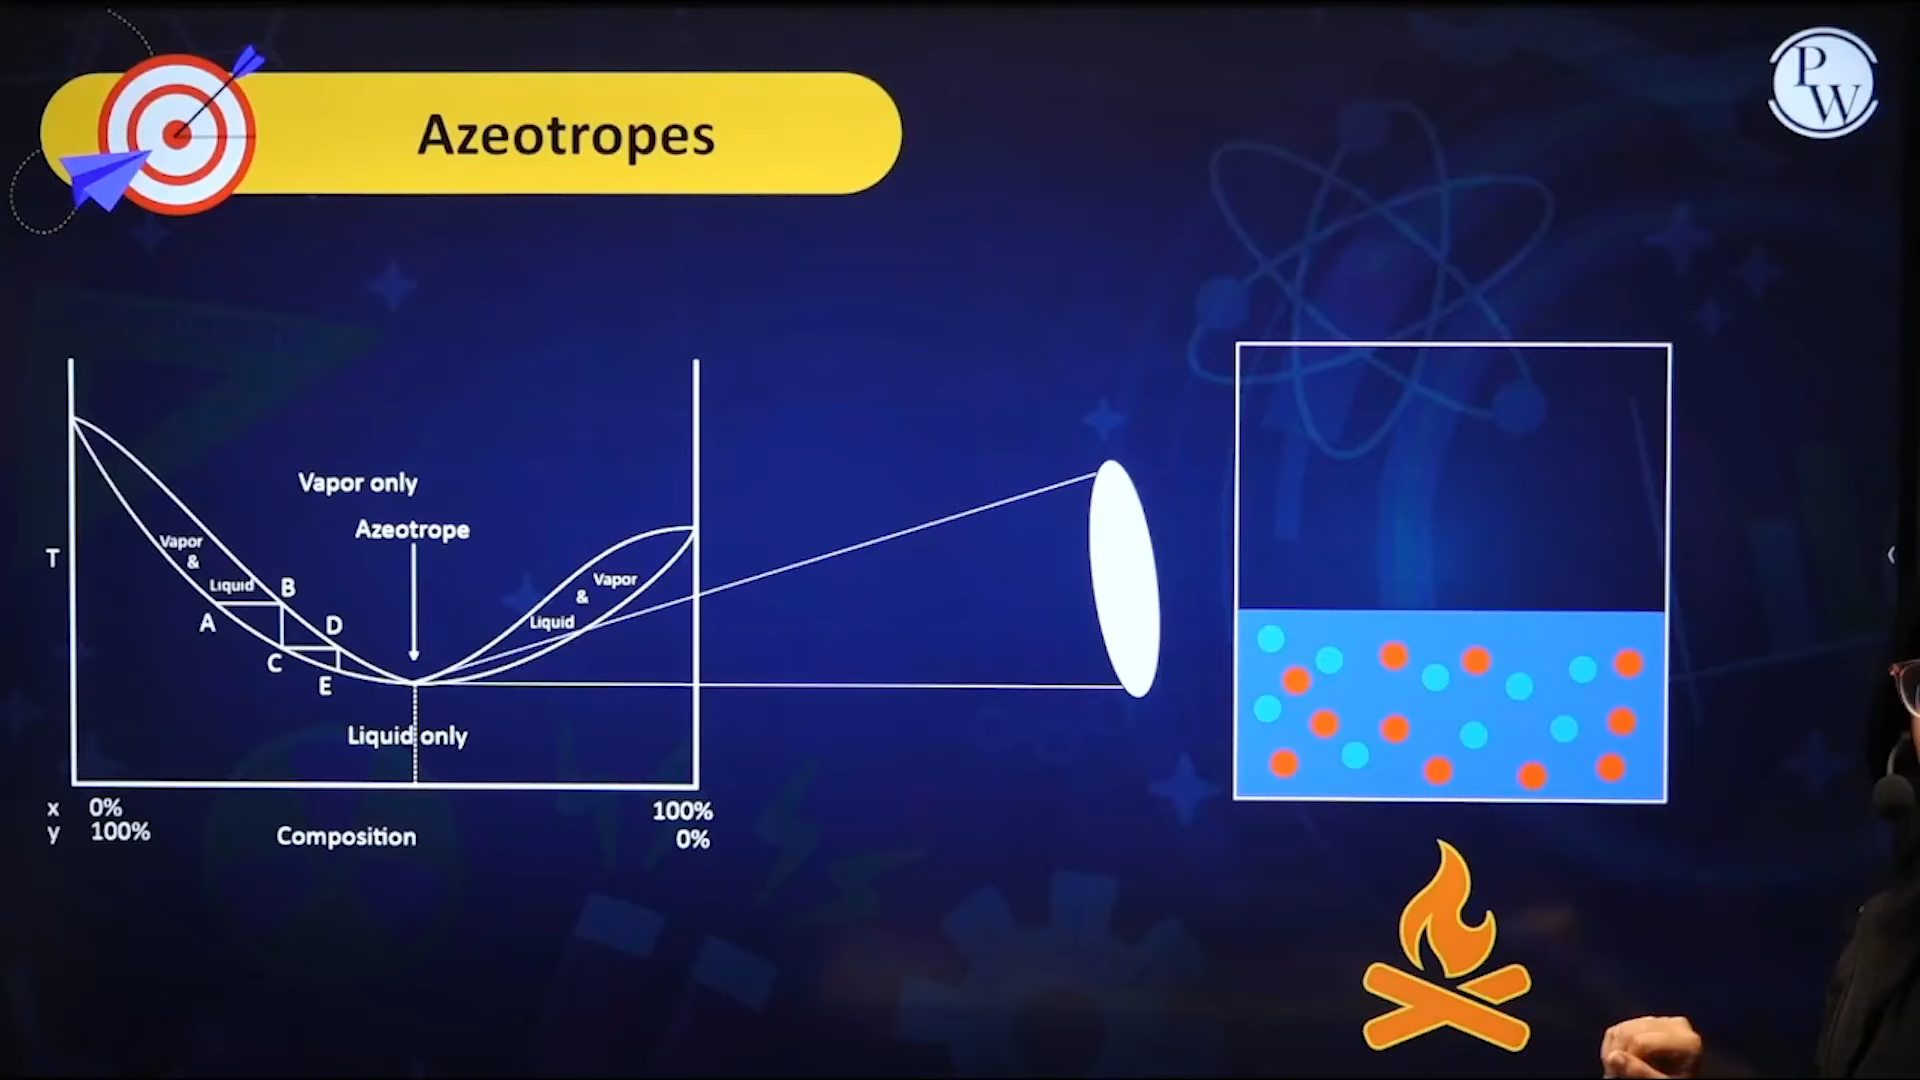 Azeotropes
P
W
Vapor only
Azeotrope
T
Vapor
&
Liquid
B
A
D
C
E
Vapor
&
Liquid
Liquid only
x 0% 100%
y 100% 0%
Composition